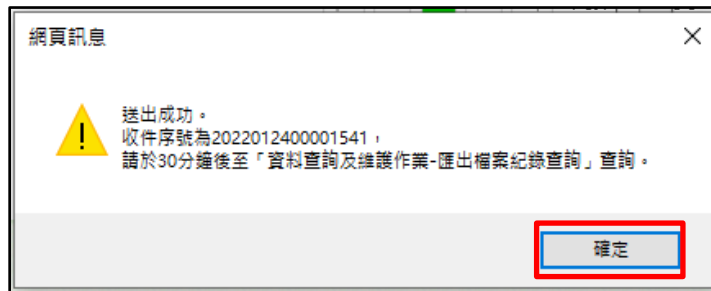 網頁訊息
送出成功。
收件序號為2022012400001541，
請於30分鐘後至「資料查詢及維護作業-匯出檔案紀錄查詢」查詢。
確定